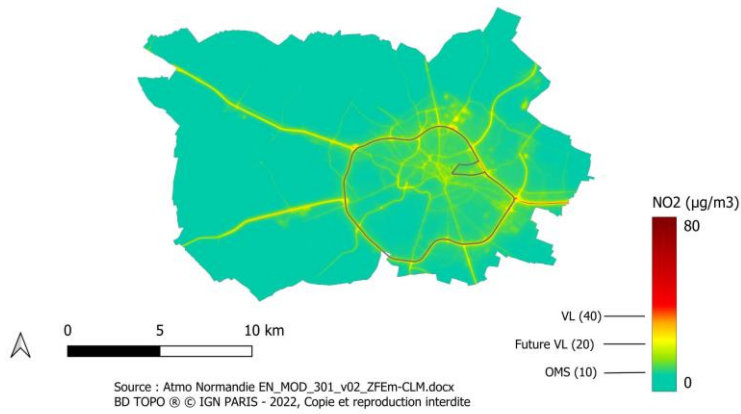 NO2 (µg/m3)
80
VL (40)
Future VL (20)
OMS (10)
0
0 5 10 km
Source : Atmo Normandie EN_MOD_301_v02_ZFEm-CLM.docx
BD TOPO ® © IGN PARIS - 2022, Copie et reproduction interdite